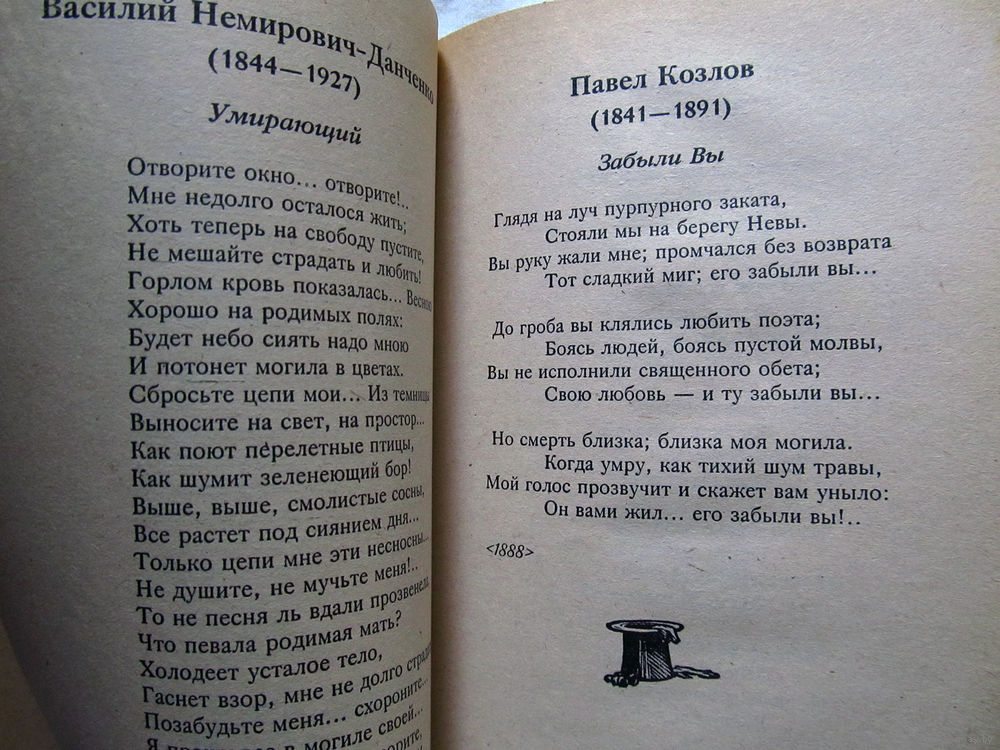 Василий Немирович-Данченко
(1844—1927)
Умирающий
Отворите окно... отворите!..
Мне недолго осталося жить;
Хоть теперь на свободу пустите,
Не мешайте страдать и любить!
Горлом кровь показалась...
Хорошо на родимых полях:
Будет небо сиять надо мною
И потонет могила в цветах.
Сбросьте цепи мои... Из темницы
Выносите на свет, на простор...
Как поют перелетные птицы,
Как шумит зеленеющий бор!
Выше, выше, смолистые сосны,
Все растет под сиянием дня...
Только цепи мне эти несносны...
Не душите, не мучьте меня!..
То не песня ль вдали прозвенела,
Что певала родимая мать?
Холодеет усталое тело,
Гаснет взор, мне не долго
Позабудьте меня... схороните...
Я в могиле своей...
Павел Козлов
(1841—1891)
Забыли Вы
Глядя на луч пурпурного заката,
Стояли мы на берегу Невы.
Вы руку жали мне; промчался без возврата
Тот сладкий миг; его забыли вы...
До гроба вы клялись любить поэта;
Боясь людей, боясь пустой молвы,
Вы не исполнили священного обета;
Свою любовь — и ту забыли вы...
Но смерть близка; близка моя могила.
Когда умру, как тихий шум травы,
Мой голос прозвучит и скажет вам уныло:
Он вами жил... его забыли вы!..
<1888>